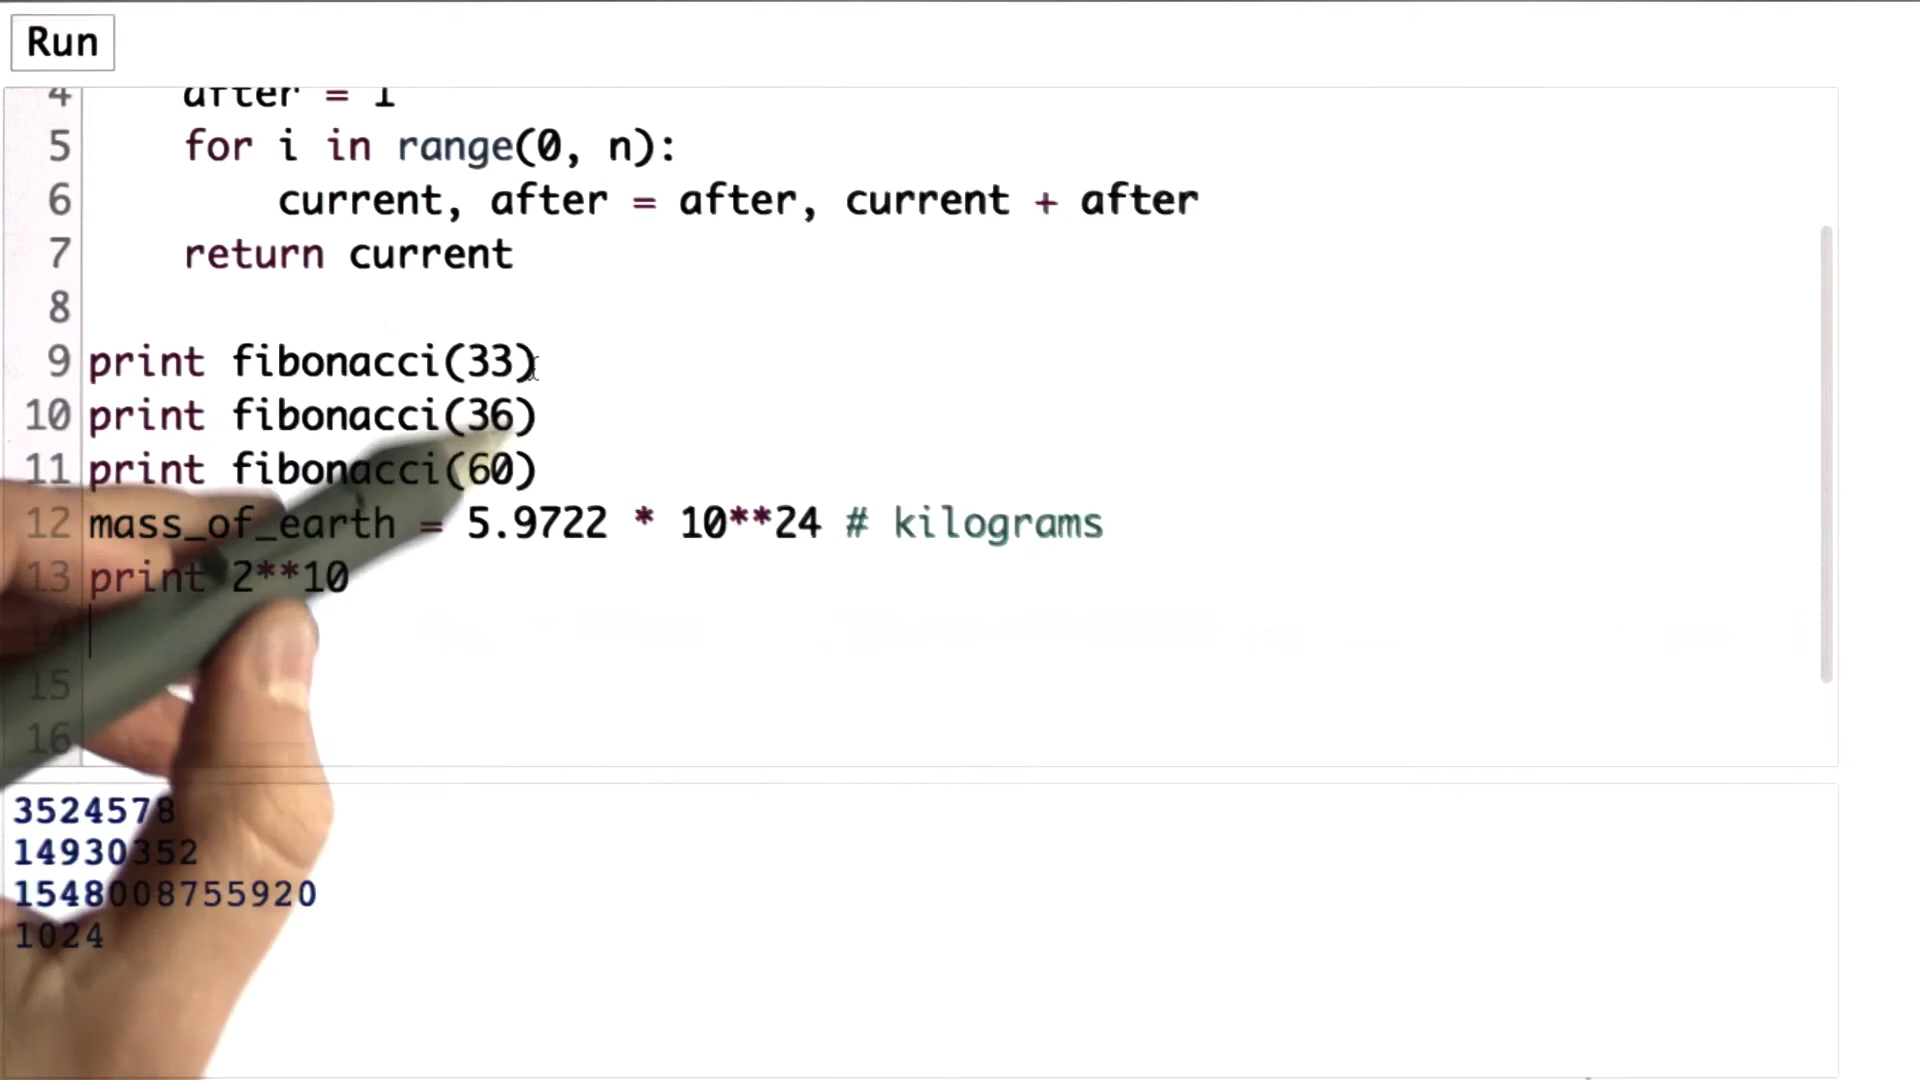 Run
4 after = 1
5 for i in range(0, n):
6 current, after = after, current + after
7 return current
8
9 print fibonacci(33)
10 print fibonacci(36)
11 print fibonacci(60)
12 mass_of_earth = 5.9722 * 10**24 # kilograms
13 print 2**10
14
15
16
3524578
14930352
1548008755920
1024